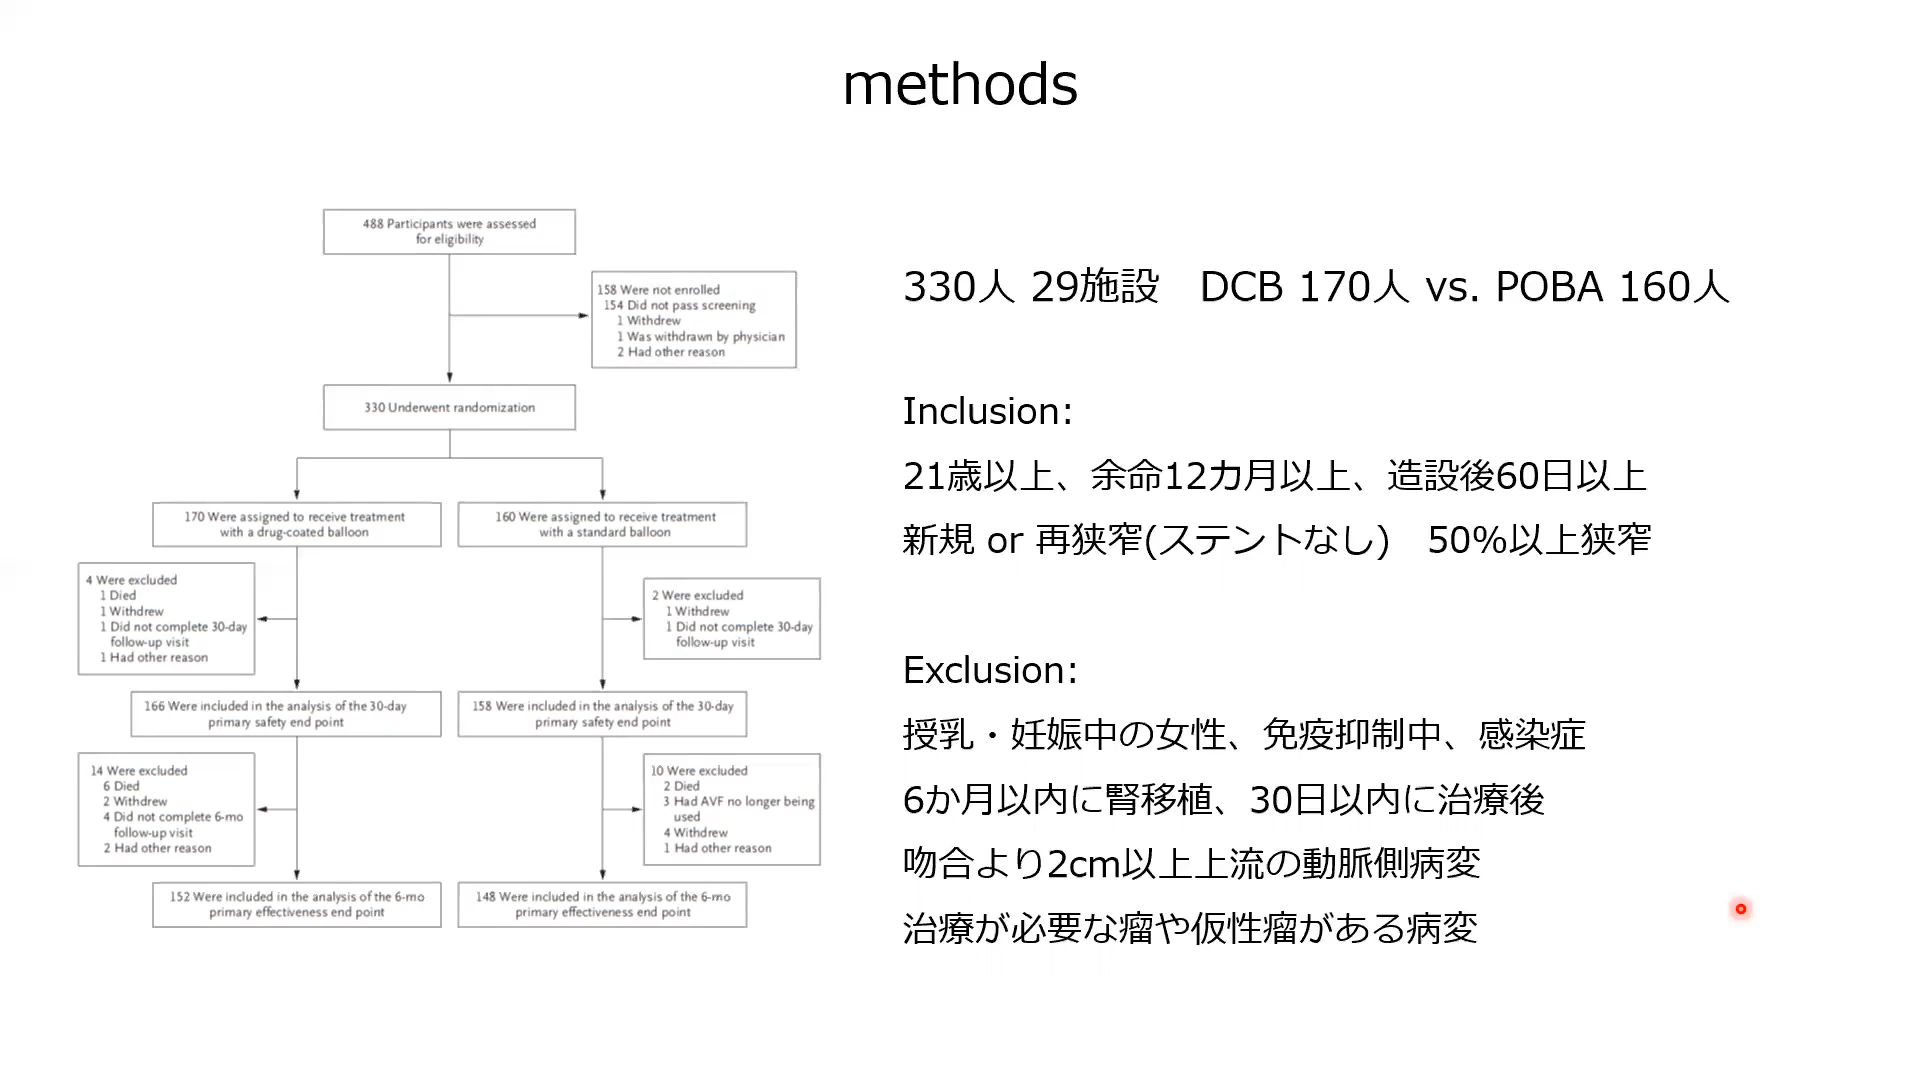 methods
488 Participants were assessed
for eligibility
158 Were not enrolled
154 Did not pass screening
1 Withdrew
1 Was withdrawn by physician
2 Had other reason
330 Underwent randomization
170 Were assigned to receive treatment
with a drug-coated balloon
160 Were assigned to receive treatment
with a standard balloon
4 Were excluded
1 Died
1 Withdrew
1 Did not complete 30-day
follow-up visit
1 Had other reason
2 Were excluded
1 Withdrew
1 Did not complete 30-day
follow-up visit
166 Were included in the analysis of the 30-day
primary safety end point
158 Were included in the analysis of the 30-day
primary safety end point
14 Were excluded
6 Died
2 Withdrew
4 Did not complete 6-mo
follow-up visit
2 Had other reason
10 Were excluded
2 Died
3 Had AVF no longer being
used
4 Withdrew
1 Had other reason
152 Were included in the analysis of the 6-mo
primary effectiveness end point
148 Were included in the analysis of the 6-mo
primary effectiveness end point
330人 29施設　DCB 170人 vs. POBA 160人
Inclusion:
21歳以上、余命12カ月以上、造設後60日以上
新規 or 再狭窄(ステントなし)　50%以上狭窄
Exclusion:
授乳・妊娠中の女性、免疫抑制中、感染症
6か月以内に腎移植、30日以内に治療後
吻合より2cm以上上流の動脈側病変
治療が必要な瘤や仮性瘤がある病変